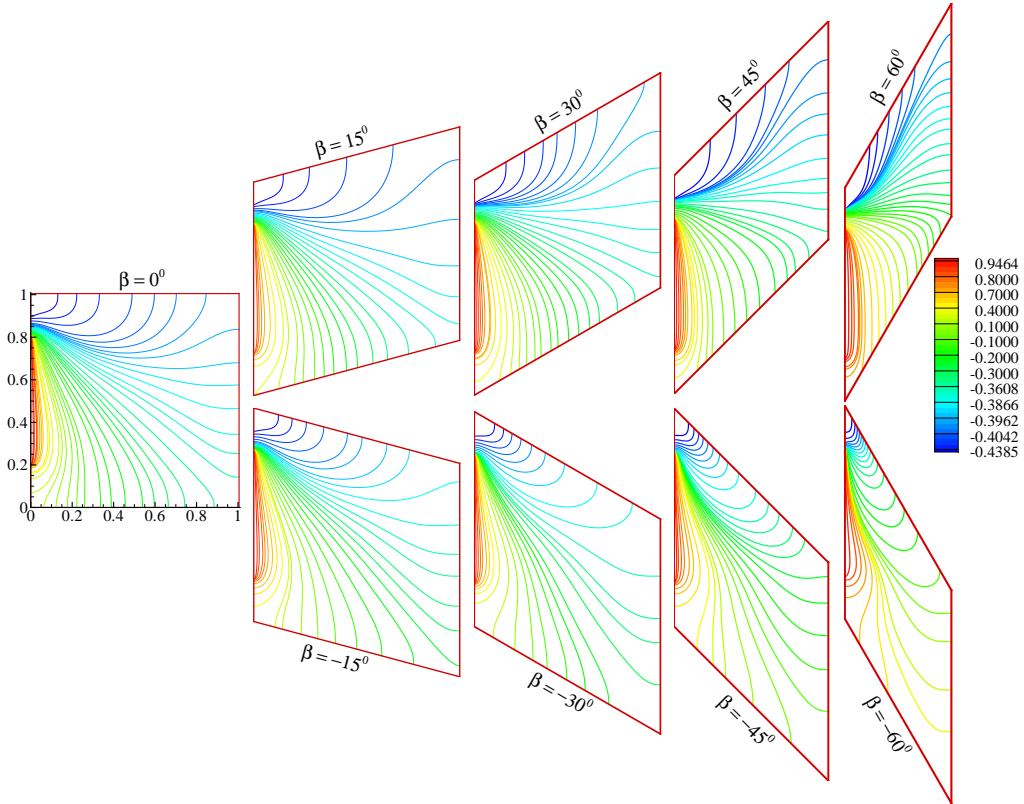 β = 60⁰
β = 45⁰
β = 30⁰
β = 15⁰
β = 0⁰
1
0.8
0.6
0.4
0.2
0
0 0.2 0.4 0.6 0.8 1
0.9464
0.8000
0.7000
0.4000
0.1000
-0.2000
-0.3000
-0.3608
-0.3866
-0.3962
-0.4042
-0.4385
β = -15⁰
β = -30⁰
β = -45⁰
β = -60⁰